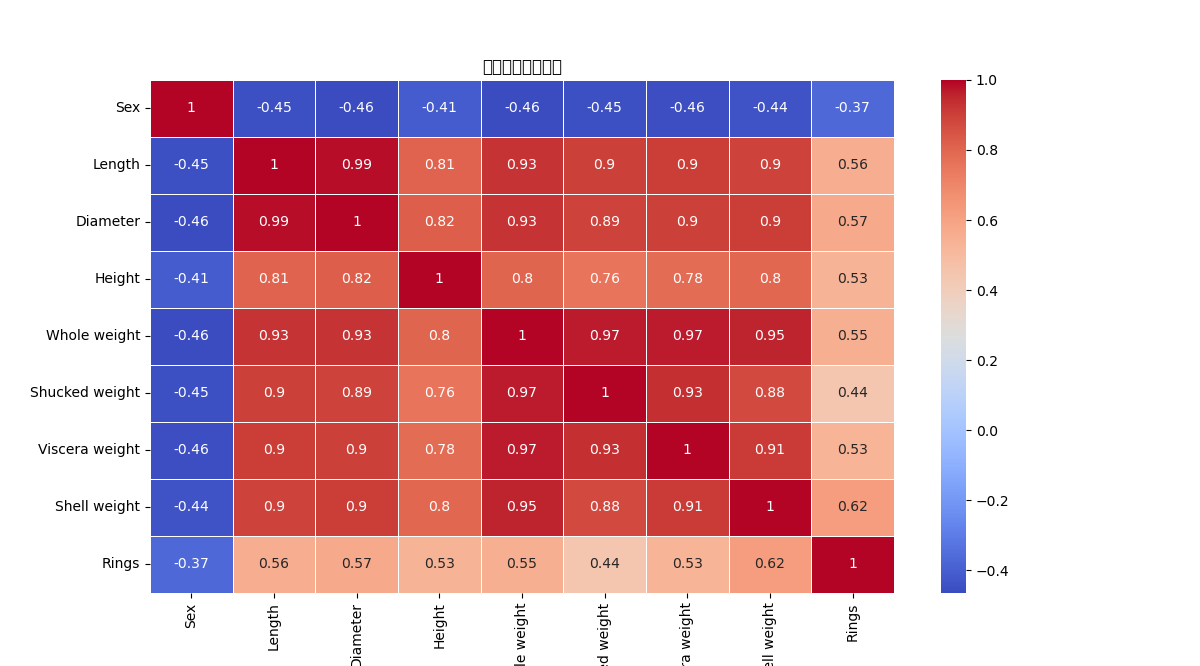 1.0
Sex 1 -0.45 -0.46 -0.41 -0.46 -0.45 -0.46 -0.44 -0.37
Length -0.45 1 0.99 0.81 0.93 0.9 0.9 0.9 0.56
0.8
Diameter -0.46 0.99 1 0.82 0.93 0.89 0.9 0.9 0.57
0.6
Height -0.41 0.81 0.82 1 0.8 0.76 0.78 0.8 0.53
0.4
Whole weight -0.46 0.93 0.93 0.8 1 0.97 0.97 0.95 0.55
0.2
Shucked weight -0.45 0.9 0.89 0.76 0.97 1 0.93 0.88 0.44
0.0
Viscera weight -0.46 0.9 0.9 0.78 0.97 0.93 1 0.91 0.53
−0.2
Shell weight -0.44 0.9 0.9 0.8 0.95 0.88 0.91 1 0.62
Rings -0.37 0.56 0.57 0.53 0.55 0.44 0.53 0.62 1
−0.4
Sex
Length
Diameter
Height
weight
weight
weight
weight
Rings